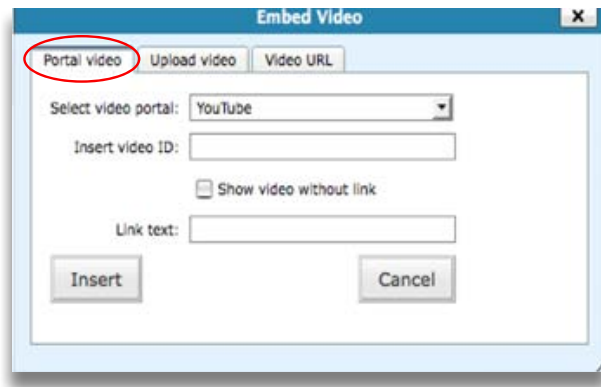 Embed Video x
Portal video Upload video Video URL
Select video portal: YouTube
Insert video ID:
Show video without link
Link text:
Insert Cancel